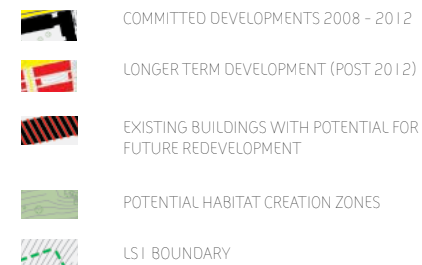 COMMITTED DEVELOPMENTS 2008 - 2012
LONGER TERM DEVELOPMENT (POST 2012)
EXISTING BUILDINGS WITH POTENTIAL FOR
FUTURE REDEVELOPMENT
POTENTIAL HABITAT CREATION ZONES
LS1 BOUNDARY